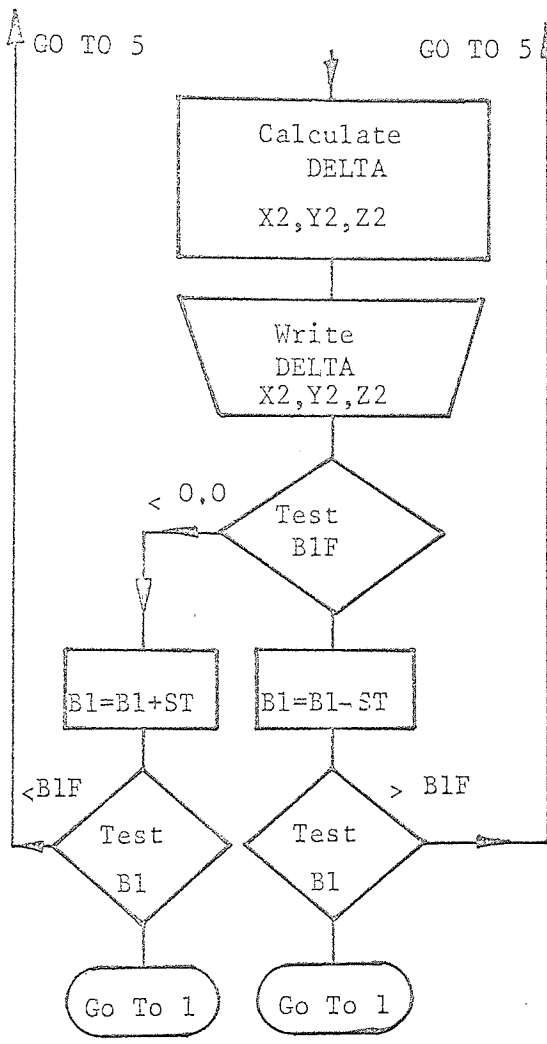 GO TO 5
GO TO 5
Calculate
DELTA
X2,Y2,Z2
Write
DELTA
X2,Y2,Z2
< 0,0
Test
B1F
B1=B1+ST
B1=B1-ST
<B1F
> B1F
Test
B1
Test
B1
Go To 1
Go To 1